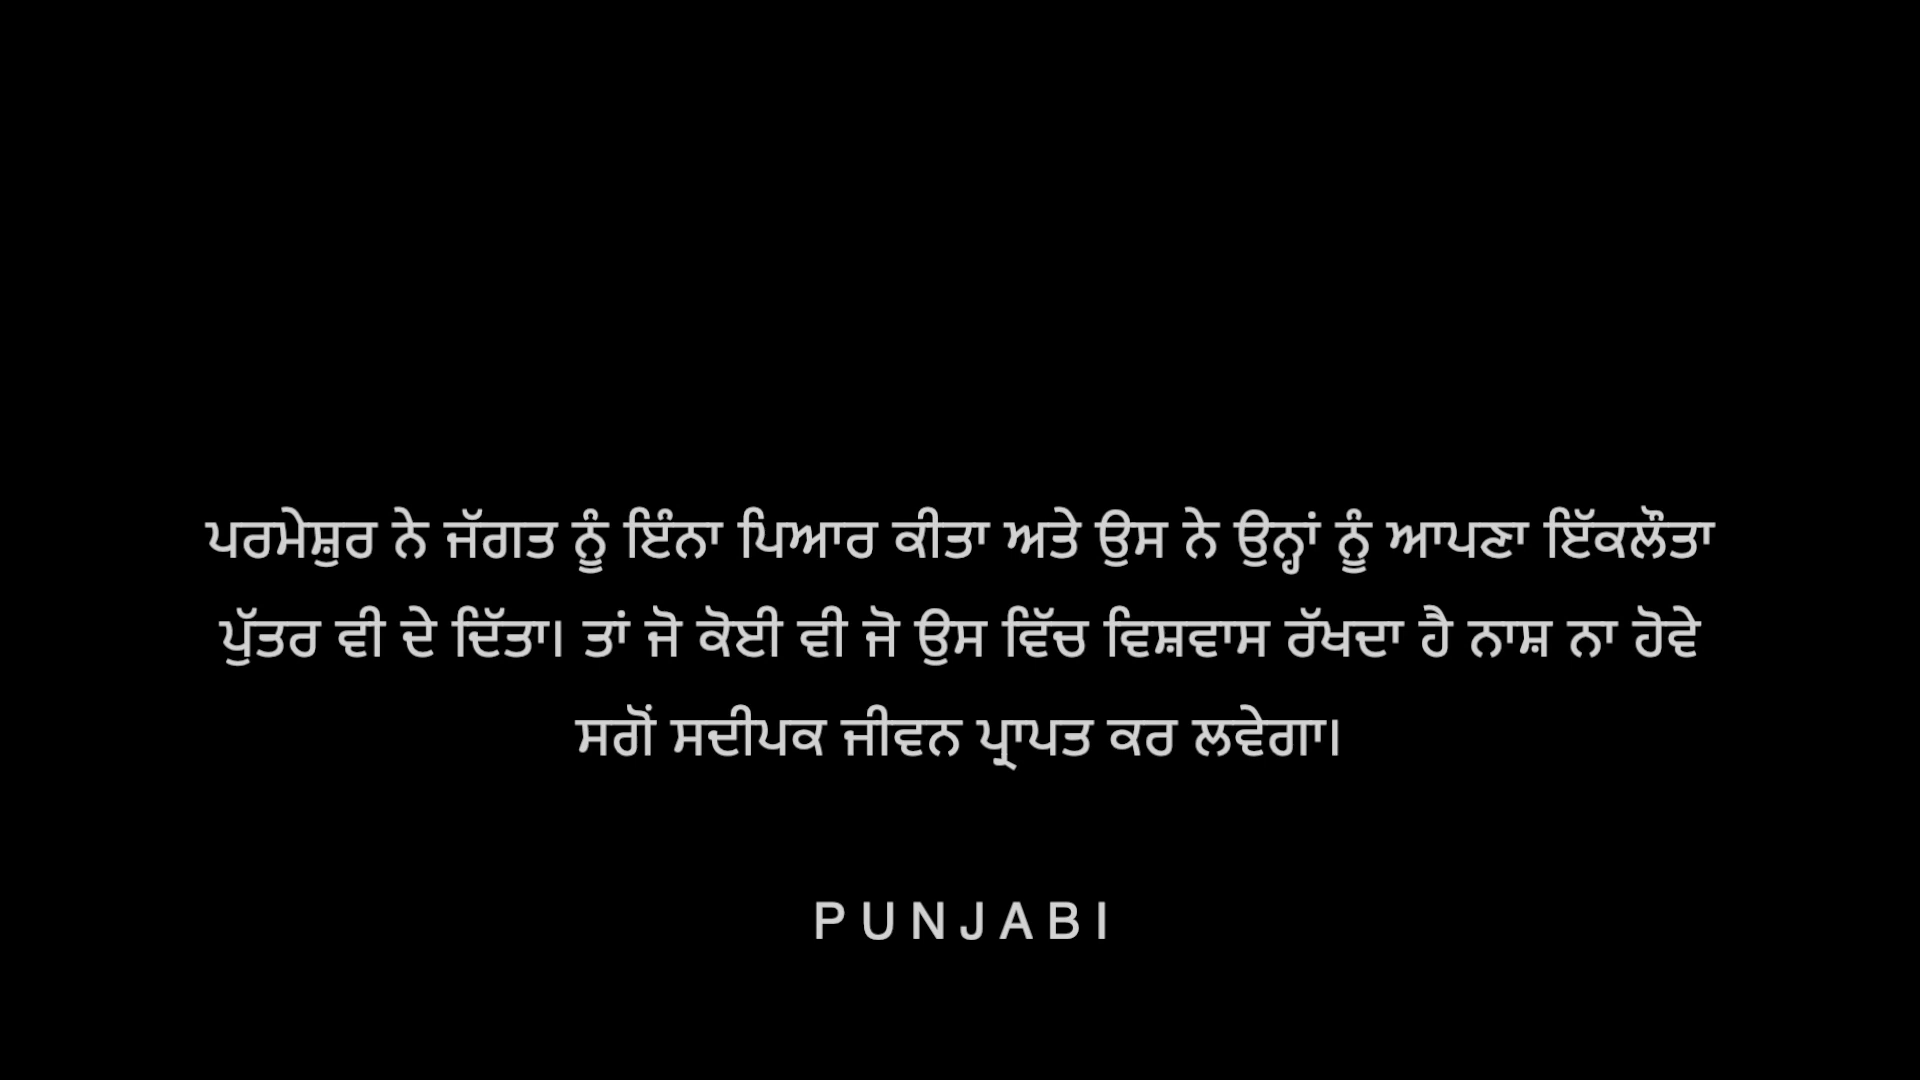 ਪਰਮੇਸ਼ੁਰ ਨੇ ਜੱਗਤ ਨੂੰ ਇੰਨਾ ਪਿਆਰ ਕੀਤਾ ਅਤੇ ਉਸ ਨੇ ਉਨ੍ਹਾਂ ਨੂੰ ਆਪਣਾ ਇੱਕਲੌਤਾ
ਪੁੱਤਰ ਵੀ ਦੇ ਦਿੱਤਾ। ਤਾਂ ਜੋ ਕੋਈ ਵੀ ਜੋ ਉਸ ਵਿੱਚ ਵਿਸ਼ਵਾਸ ਰੱਖਦਾ ਹੈ ਨਾਸ਼ ਨਾ ਹੋਵੇ
ਸਗੋਂ ਸਦੀਪਕ ਜੀਵਨ ਪ੍ਰਾਪਤ ਕਰ ਲਵੇਗਾ।
PUNJABI